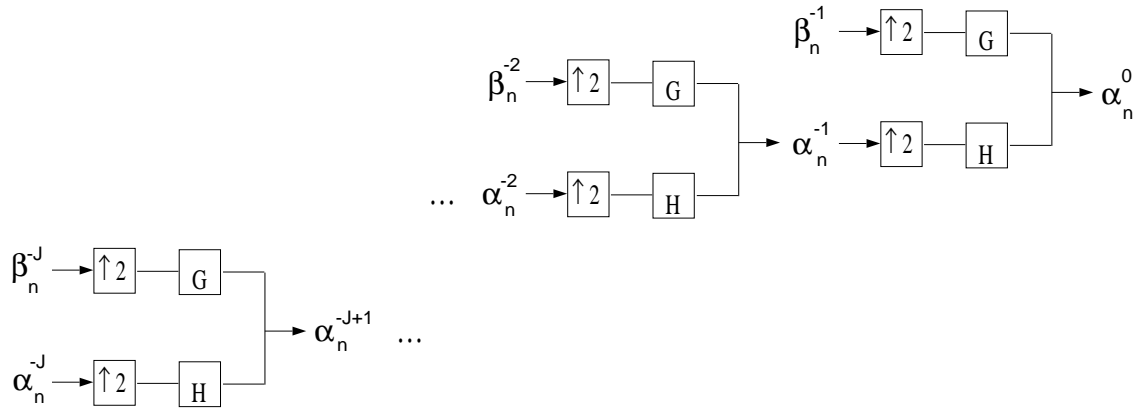 β_n^{-1} ↑2 G
α_n^0
β_n^{-2} ↑2 G
α_n^{-1} ↑2 H
... α_n^{-2} ↑2 H
β_n^{-J} ↑2 G
α_n^{-J+1} ...
α_n^{-J} ↑2 H